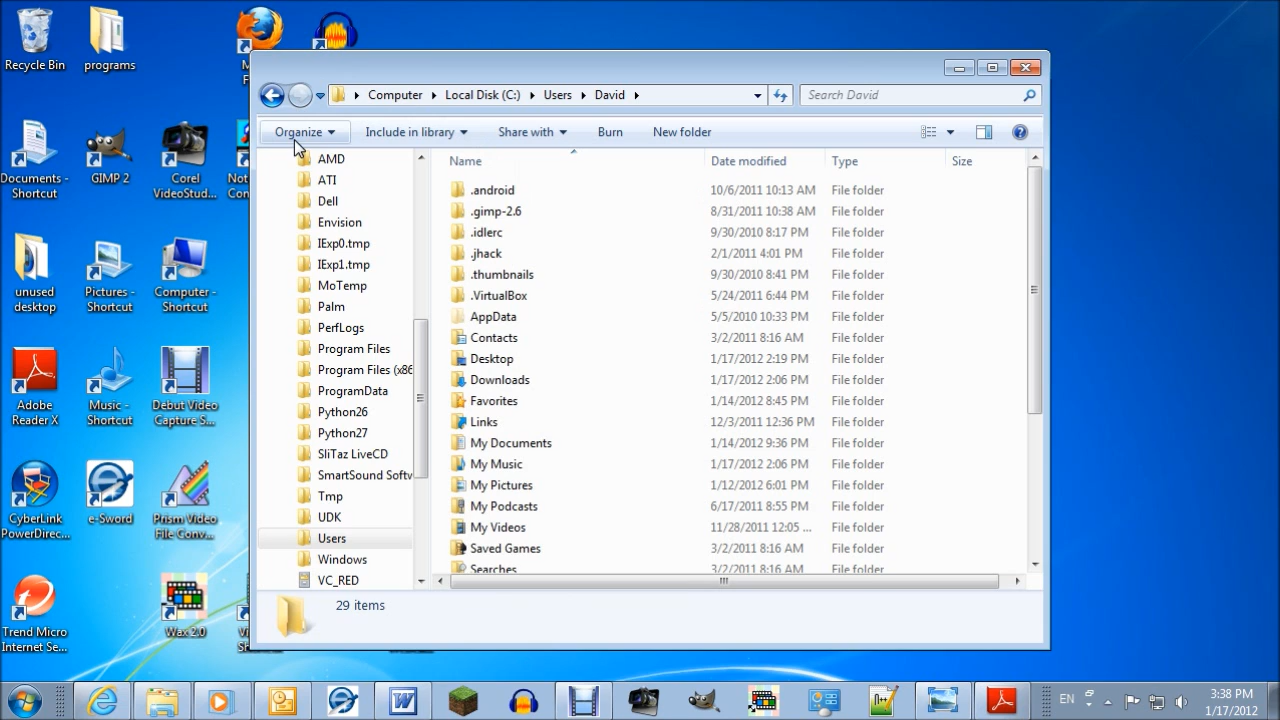 Recycle Bin
programs
Computer
Local Disk (C:)
Users
David
Search David
Organize
Include in library
Share with
Burn
New folder
Documents - Shortcut
GIMP 2
Corel VideoStud...
Pictures - Shortcut
Computer - Shortcut
unused desktop
Adobe Reader X
Music - Shortcut
Debut Video Capture S...
CyberLink PowerDirec...
e-Sword
Prism Video File Conv...
Trend Micro Internet Se...
Wax 2.0
AMD
ATI
Dell
Envision
IExp0.tmp
IExp1.tmp
MoTemp
Palm
PerfLogs
Program Files
Program Files (x86
ProgramData
Python26
Python27
SliTaz LiveCD
SmartSound Softw
Tmp
UDK
Users
Windows
VC_RED
Name Date modified Type Size
.android 10/6/2011 10:13 AM File folder
.gimp-2.6 8/31/2011 10:38 AM File folder
.idlerc 9/30/2010 8:17 PM File folder
.jhack 2/1/2011 4:01 PM File folder
.thumbnails 9/30/2010 8:41 PM File folder
.VirtualBox 5/24/2011 6:44 PM File folder
AppData 5/5/2010 10:33 PM File folder
Contacts 3/2/2011 8:16 AM File folder
Desktop 1/17/2012 2:19 PM File folder
Downloads 1/17/2012 2:06 PM File folder
Favorites 1/14/2012 8:45 PM File folder
Links 12/3/2011 12:36 PM File folder
My Documents 1/14/2012 9:36 PM File folder
My Music 1/17/2012 2:06 PM File folder
My Pictures 1/12/2012 6:01 PM File folder
My Podcasts 6/17/2011 8:55 PM File folder
My Videos 11/28/2011 12:05 ... File folder
Saved Games 3/2/2011 8:16 AM File folder
Searches 3/2/2011 8:16 AM File folder
29 items
EN
3:38 PM
1/17/2012